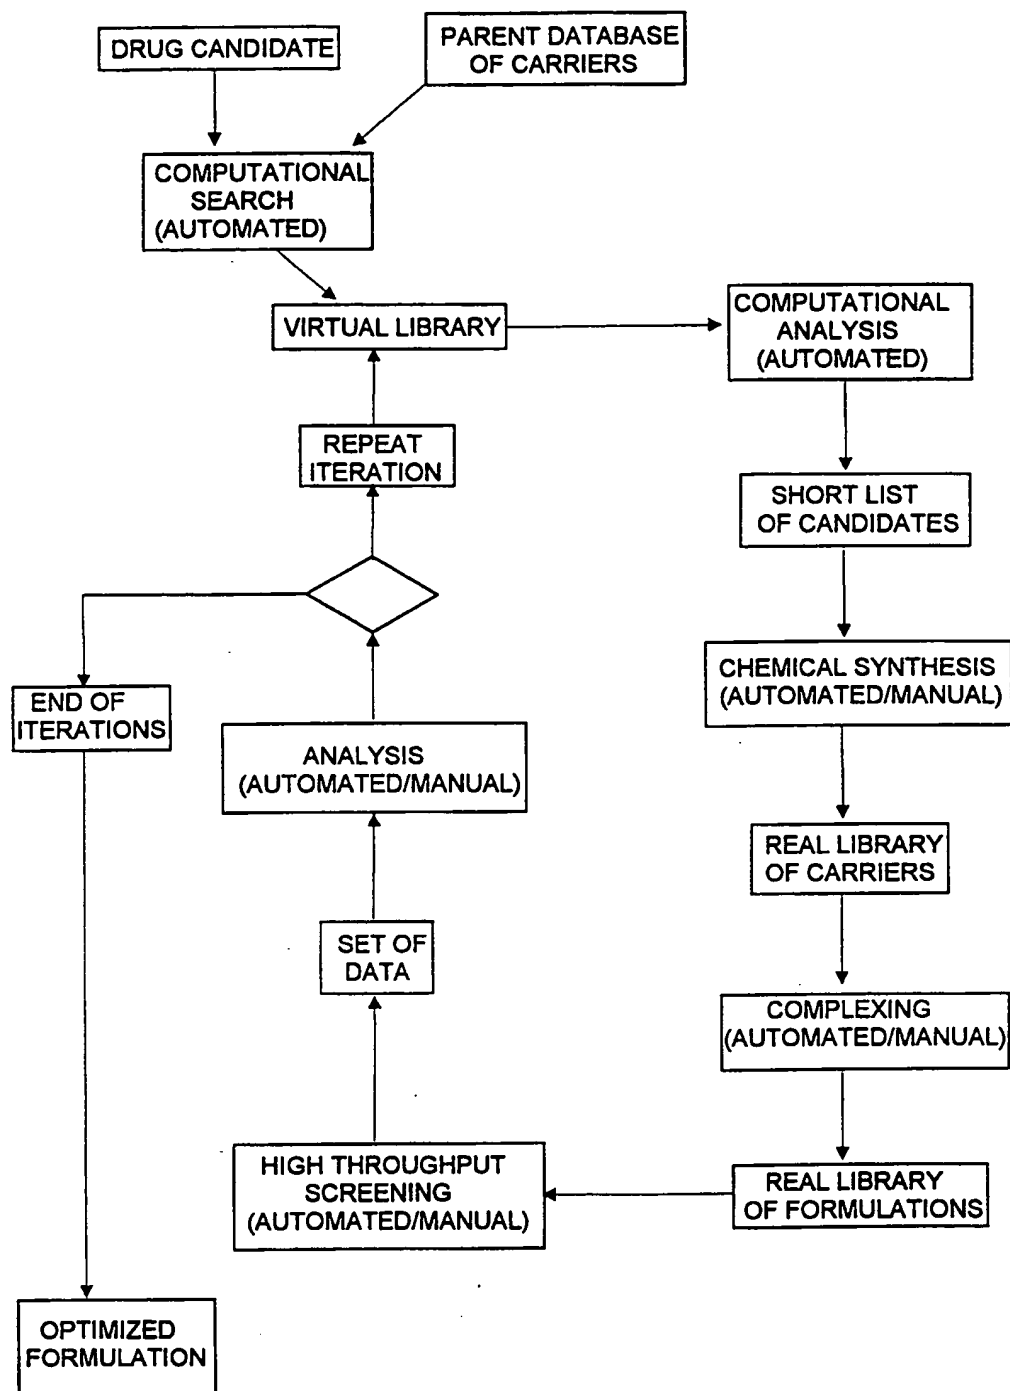 DRUG CANDIDATE
PARENT DATABASE
OF CARRIERS
COMPUTATIONAL
SEARCH
(AUTOMATED)
VIRTUAL LIBRARY
COMPUTATIONAL
ANALYSIS
(AUTOMATED)
REPEAT
ITERATION
SHORT LIST
OF CANDIDATES
CHEMICAL SYNTHESIS
(AUTOMATED/MANUAL)
END OF
ITERATIONS
ANALYSIS
(AUTOMATED/MANUAL)
REAL LIBRARY
OF CARRIERS
SET OF
DATA
COMPLEXING
(AUTOMATED/MANUAL)
HIGH THROUGHPUT
SCREENING
(AUTOMATED/MANUAL)
REAL LIBRARY
OF FORMULATIONS
OPTIMIZED
FORMULATION